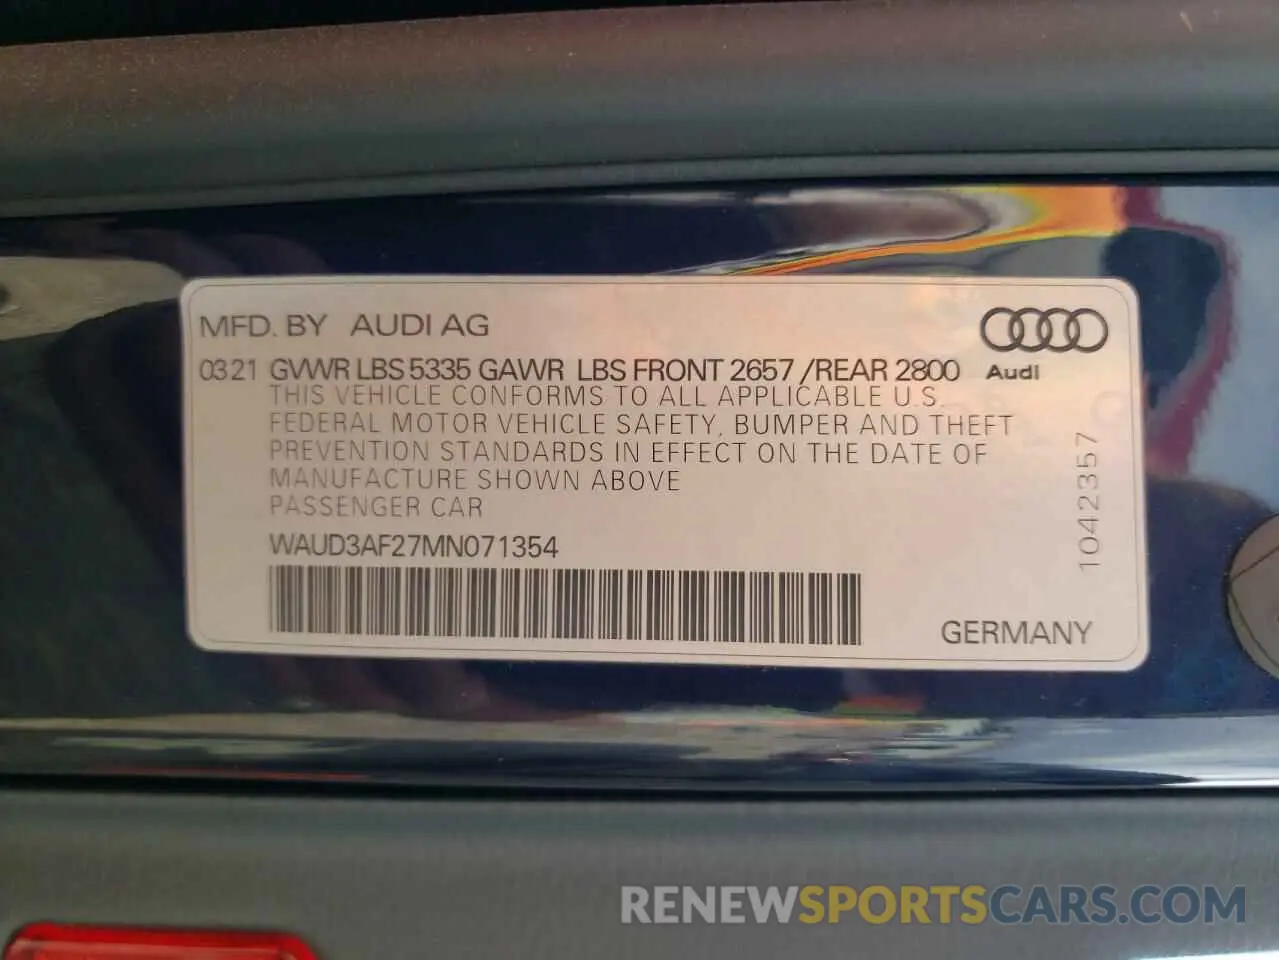 MFD. BY AUDI AG
0321 GVWR LBS 5335 GAWR LBS FRONT 2657 /REAR 2800
Audi
THIS VEHICLE CONFORMS TO ALL APPLICABLE U.S.
FEDERAL MOTOR VEHICLE SAFETY, BUMPER AND THEFT
PREVENTION STANDARDS IN EFFECT ON THE DATE OF
MANUFACTURE SHOWN ABOVE
PASSENGER CAR
WAUD3AF27MN071354
1042357
GERMANY
RENEWSPORTSCARS.COM